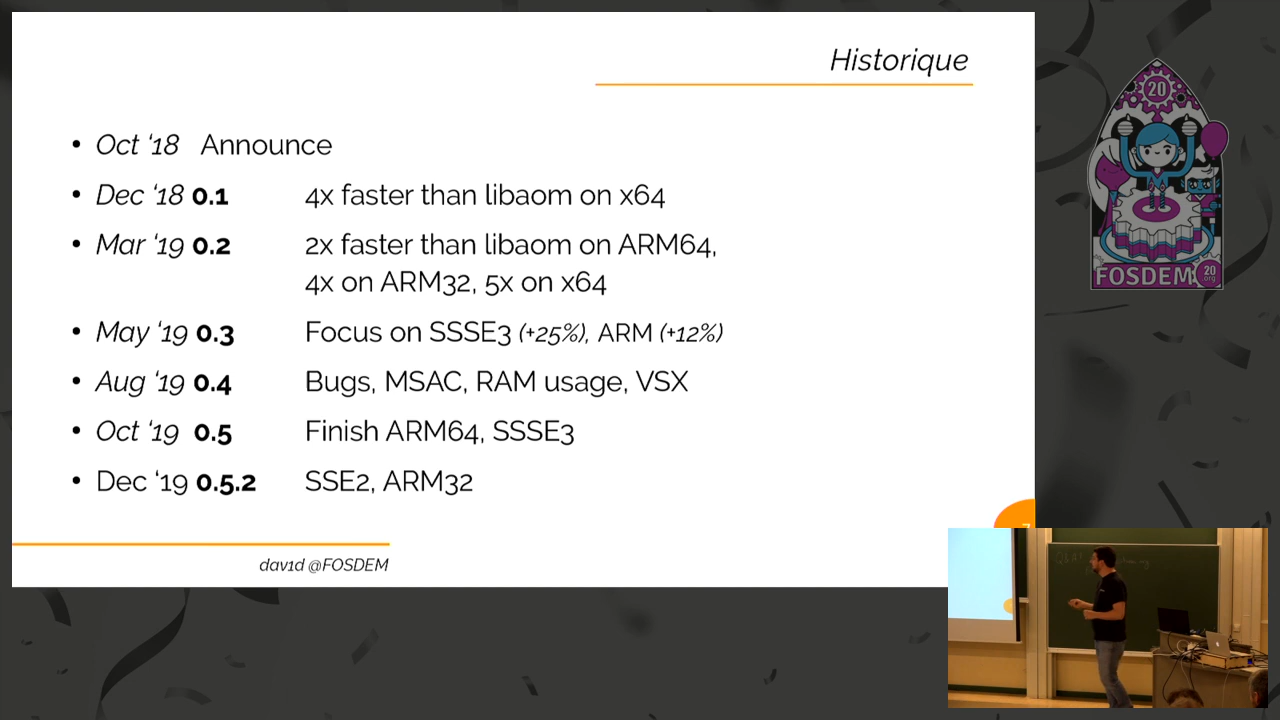 Historique
• Oct ‘18 Announce
• Dec ‘18 0.1 4x faster than libaom on x64
• Mar ‘19 0.2 2x faster than libaom on ARM64,
4x on ARM32, 5x on x64
• May ‘19 0.3 Focus on SSSE3 (+25%), ARM (+12%)
• Aug ‘19 0.4 Bugs, MSAC, RAM usage, VSX
• Oct ‘19 0.5 Finish ARM64, SSSE3
• Dec ‘19 0.5.2 SSE2, ARM32
7
dav1d @FOSDEM
20
FOSDEM
20
.org